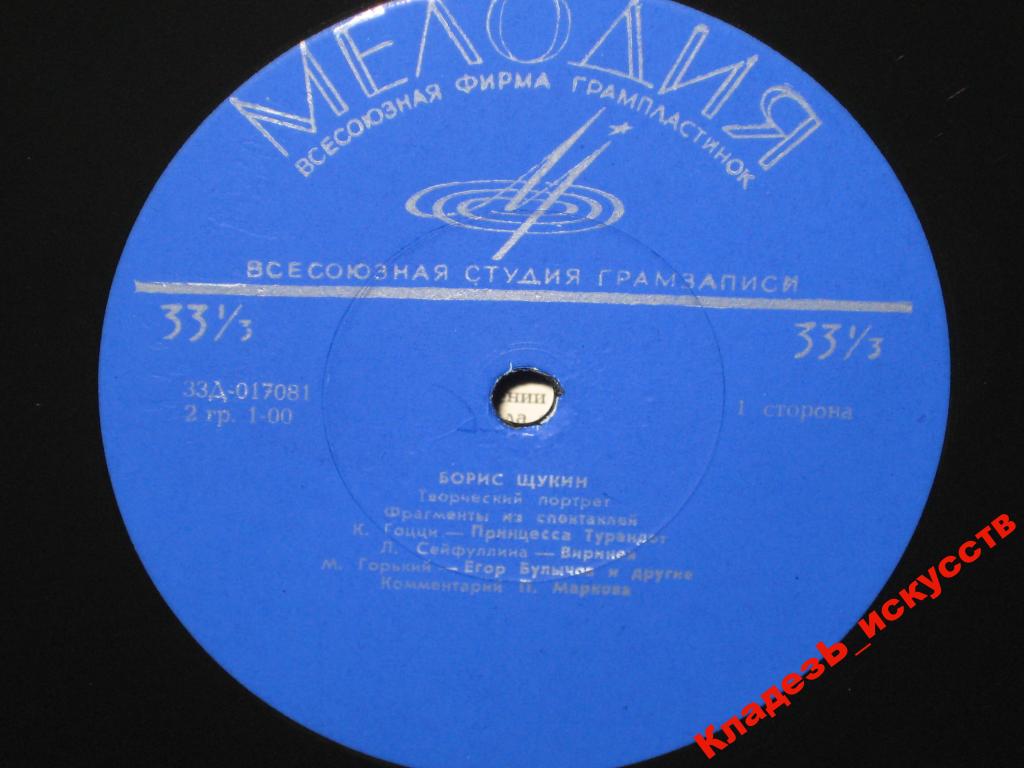 МЕЛОДИЯ
ВСЕСОЮЗНАЯ ФИРМА ГРАМПЛАСТИНОК
ВСЕСОЮЗНАЯ СТУДИЯ ГРАМЗАПИСИ
33⅓ 33⅓
33Д-017081
2 гр. 1-00
1 сторона
нии
ла
БОРИС ЩУКИН
Творческий портрет
Фрагменты из спектаклей
К. Гоцци — Принцесса Турандот
Л. Сейфуллина — Виринея
М. Горький — Егор Булычов и другие
Комментарий П. Маркова
Кладезь_искусств